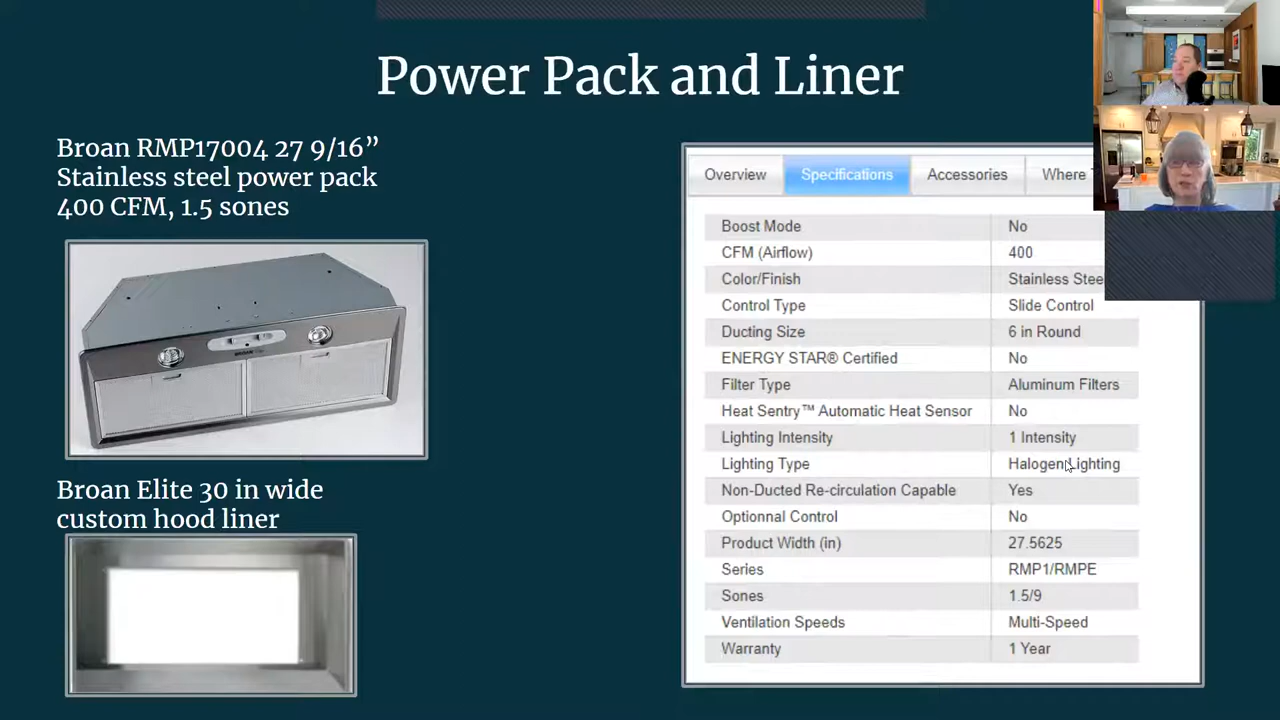 Power Pack and Liner
Broan RMP17004 27 9/16”
Stainless steel power pack
400 CFM, 1.5 sones
Broan Elite 30 in wide
custom hood liner
Overview Specifications Accessories Where
Boost Mode No
CFM (Airflow) 400
Color/Finish Stainless Stee
Control Type Slide Control
Ducting Size 6 in Round
ENERGY STAR® Certified No
Filter Type Aluminum Filters
Heat Sentry™ Automatic Heat Sensor No
Lighting Intensity 1 Intensity
Lighting Type Halogen Lighting
Non-Ducted Re-circulation Capable Yes
Optionnal Control No
Product Width (in) 27.5625
Series RMP1/RMPE
Sones 1.5/9
Ventilation Speeds Multi-Speed
Warranty 1 Year